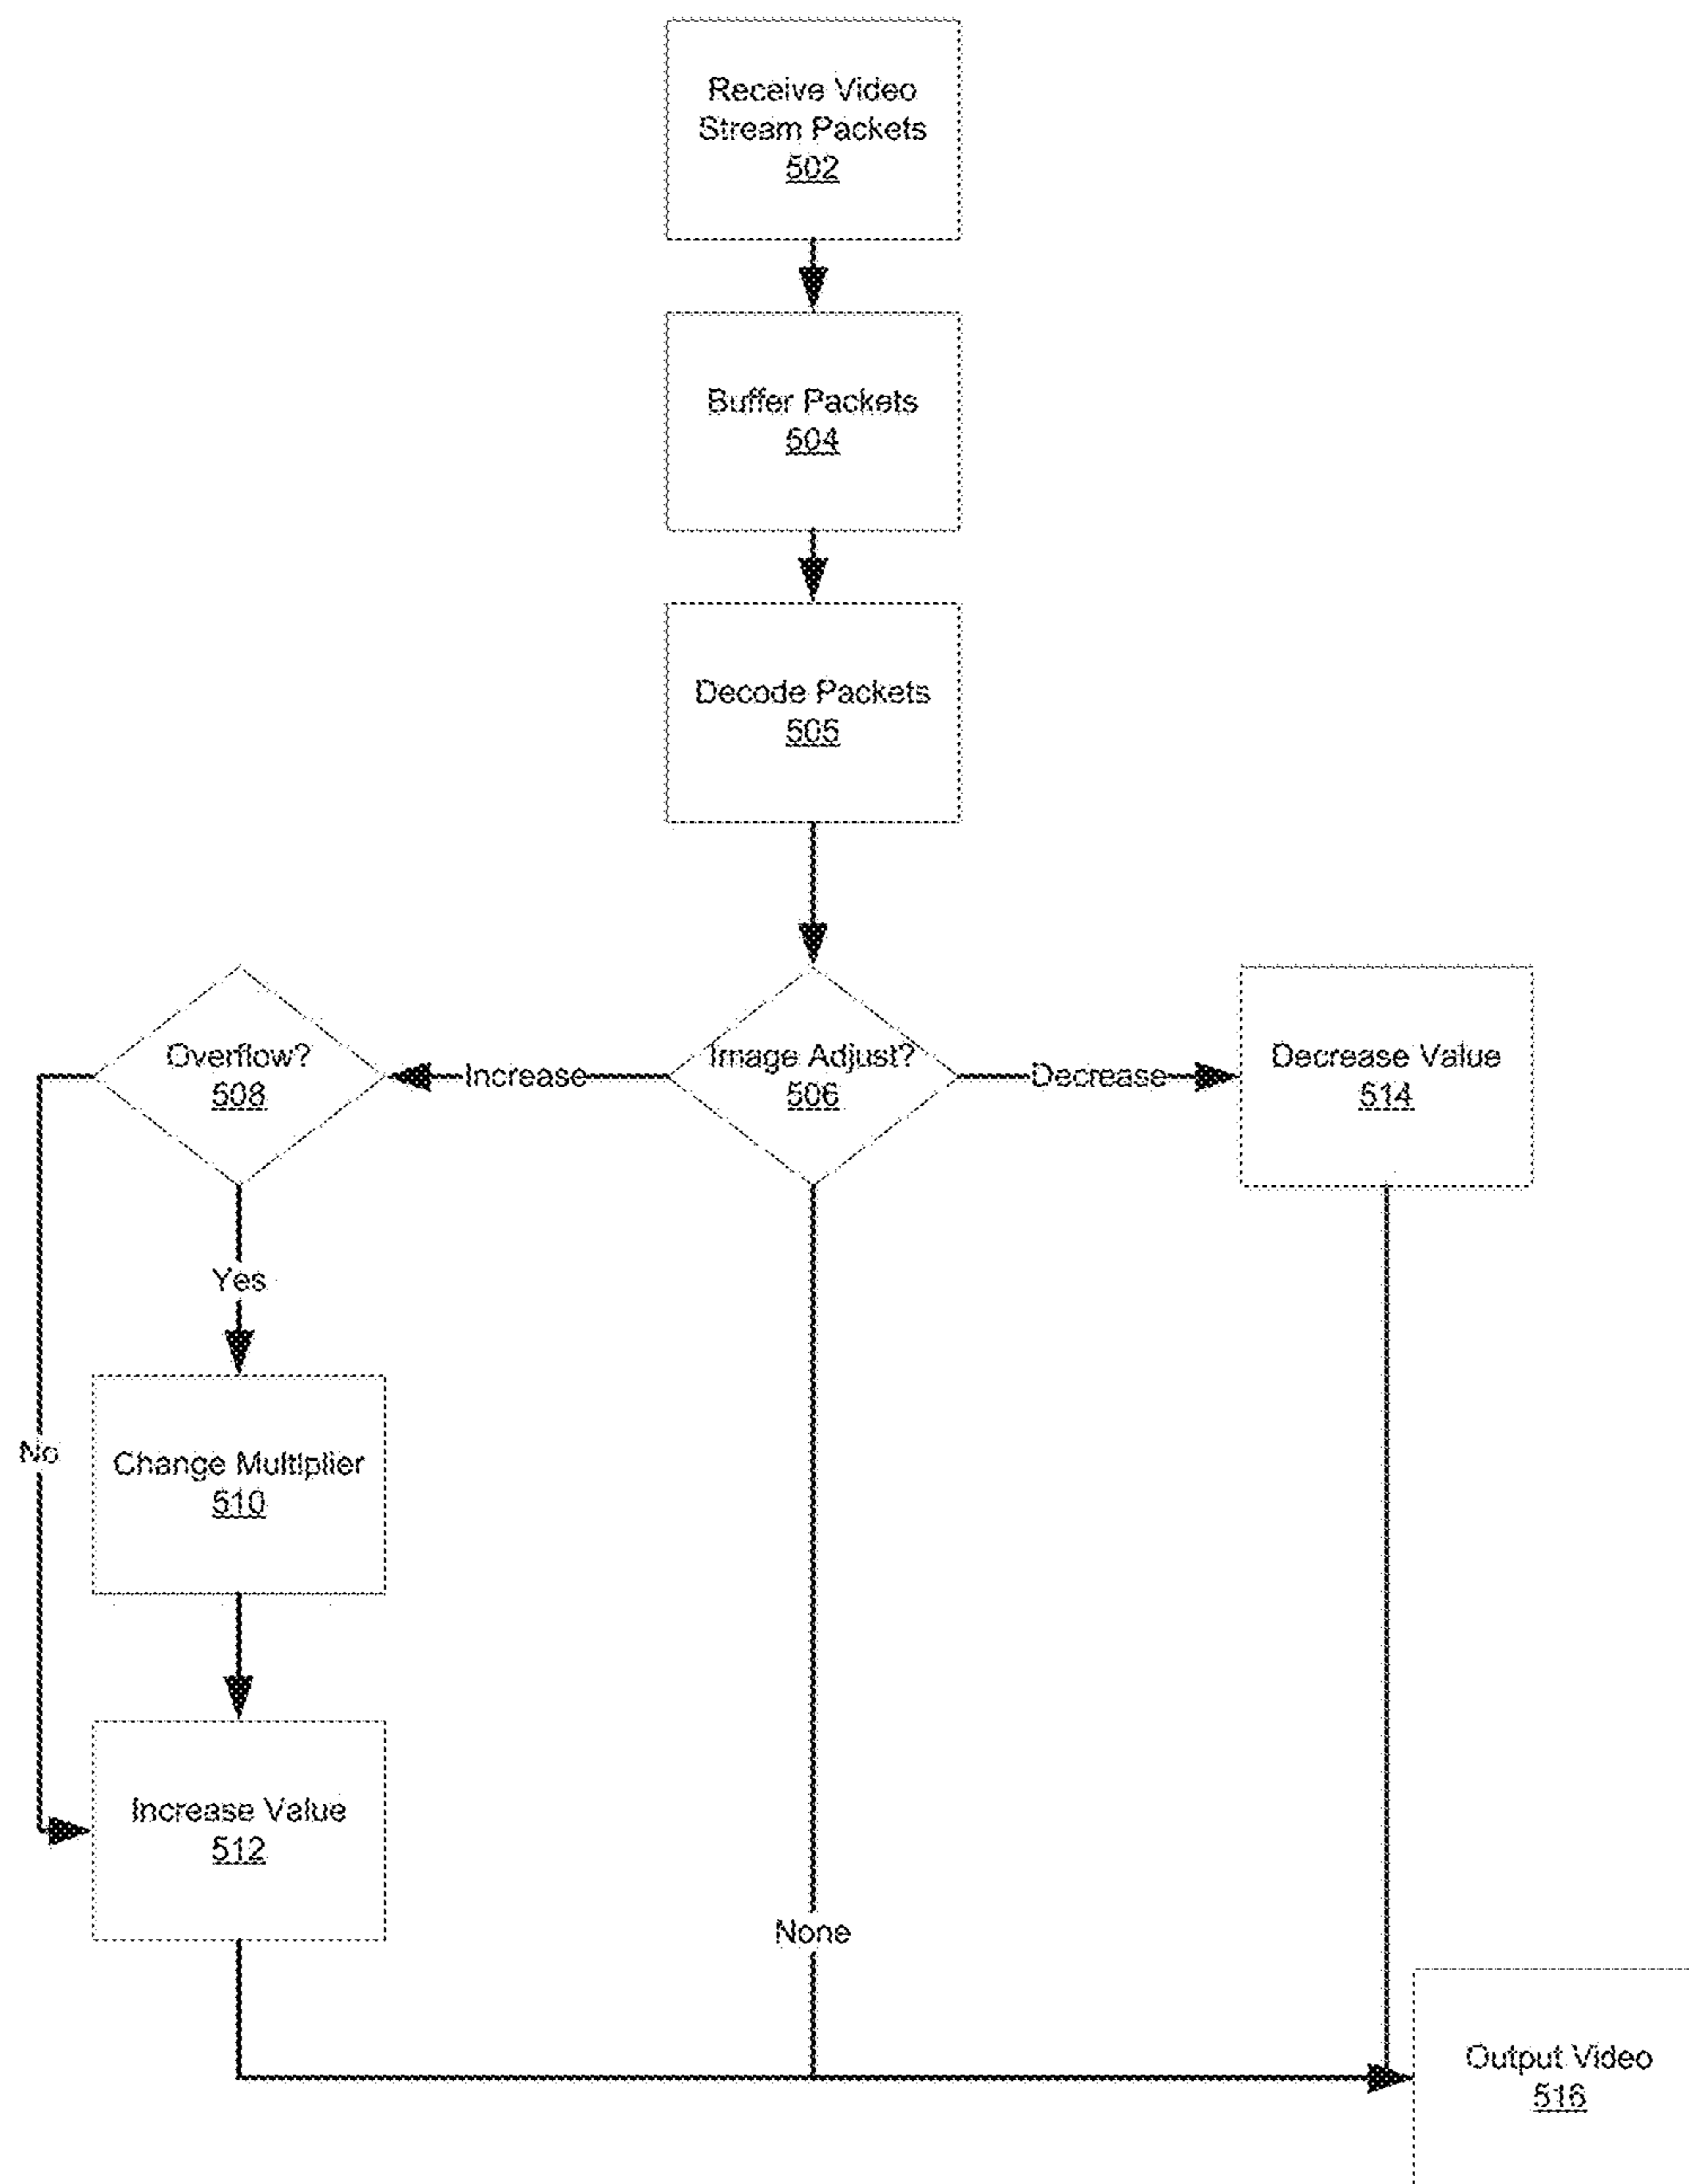 Receive Video
Stream Packets
502
Buffer Packets
504
Decode Packets
505
Overflow?
508
Increase
Image Adjust?
506
Decrease
Decrease Value
514
Yes
No
Change Multiplier
510
Increase Value
512
None
Output Video
516